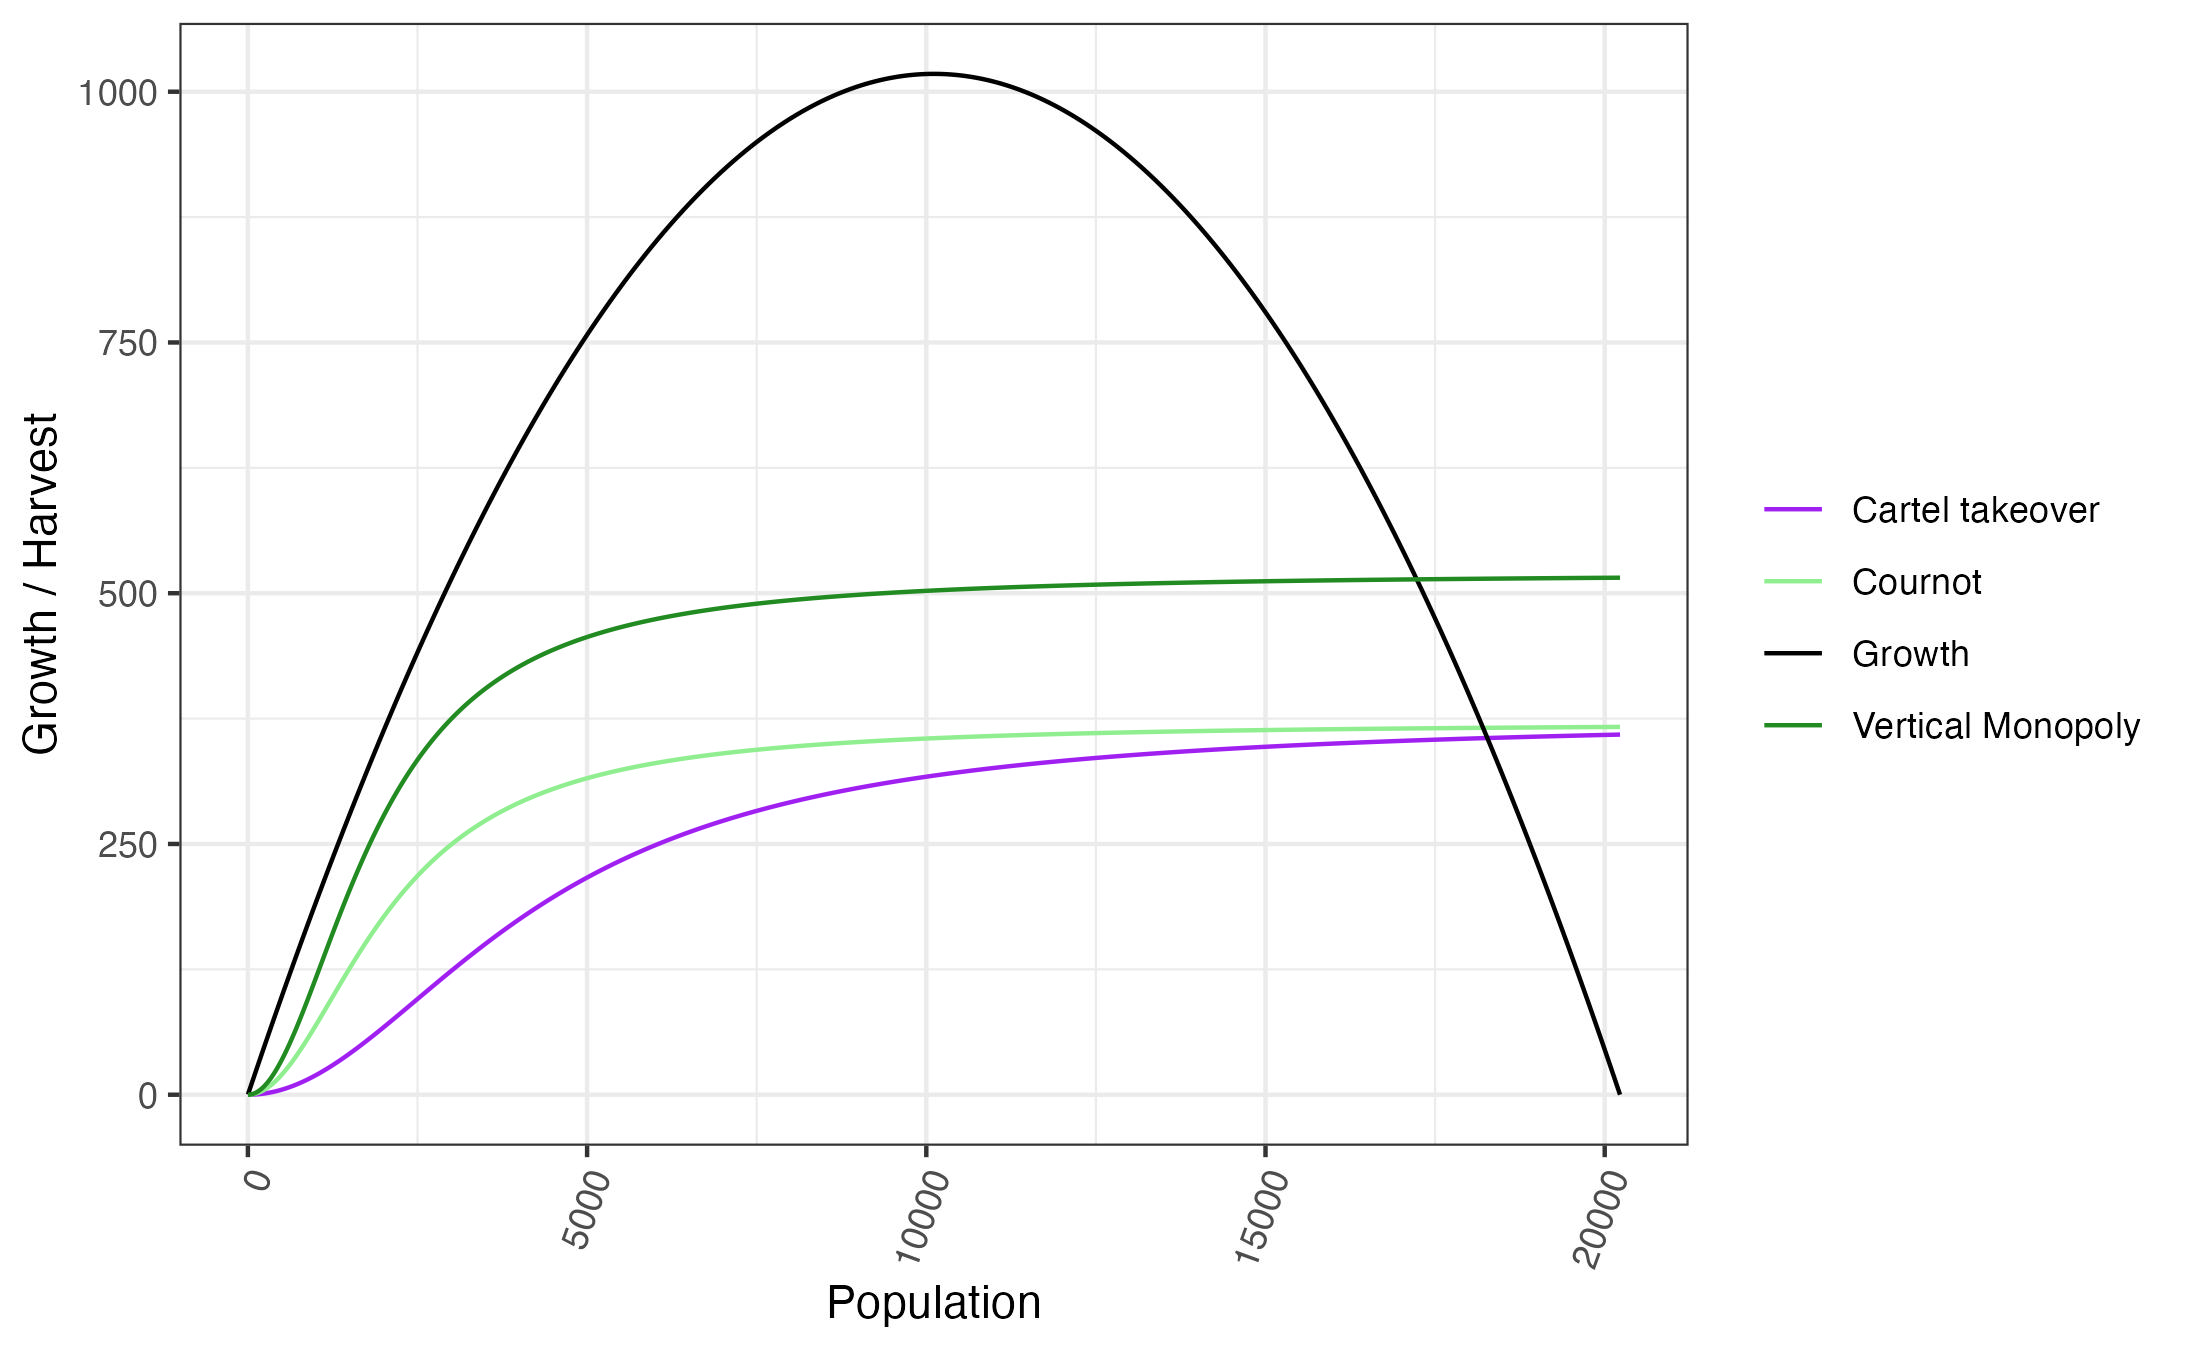 1000
750
500
250
0
Growth / Harvest
0
5000
10000
15000
20000
Population
Cartel takeover
Cournot
Growth
Vertical Monopoly